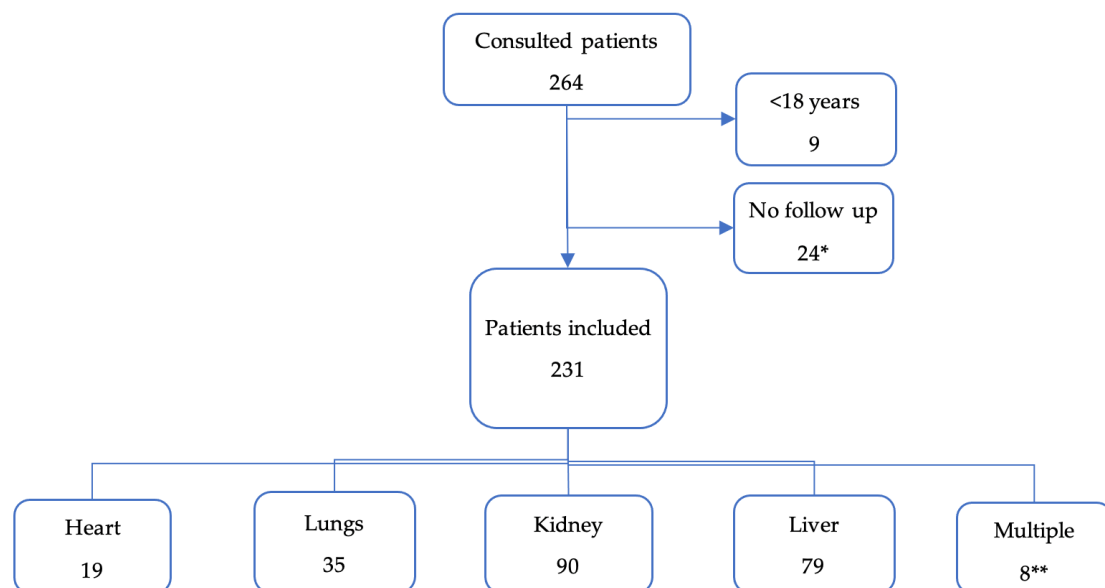 Consulted patients
264
<18 years
9
No follow up
24*
Patients included
231
Heart
19
Lungs
35
Kidney
90
Liver
79
Multiple
8**